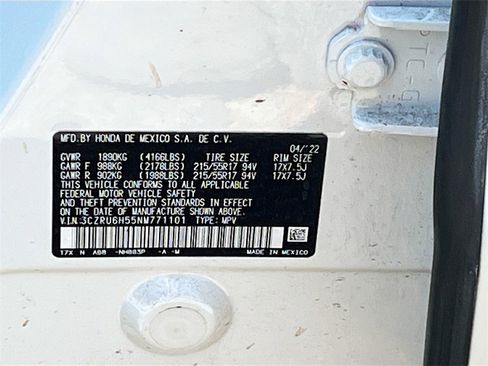 MFD.BY HONDA DE MEXICO S.A. DE C.V.
04/'22
GVWR 1890KG (4166LBS) TIRE SIZE RIM SIZE
GAWR F 988KG (2178LBS) 215/55R17 94V 17X7.5J
GAWR R 902KG (1988LBS) 215/55R17 94V 17X7.5J
THIS VEHICLE CONFORMS TO ALL APPLICABLE
FEDERAL MOTOR VEHICLE SAFETY
AND THEFT PREVENTION STANDARDS IN EFFECT ON THE
DATE OF MANUFACTURE SHOWN ABOVE.
V.I.N.3CZRU6H55NM771101 TYPE: MPV
17X N A98 -NH883P -A -M MADE IN MEXICO
TC-G